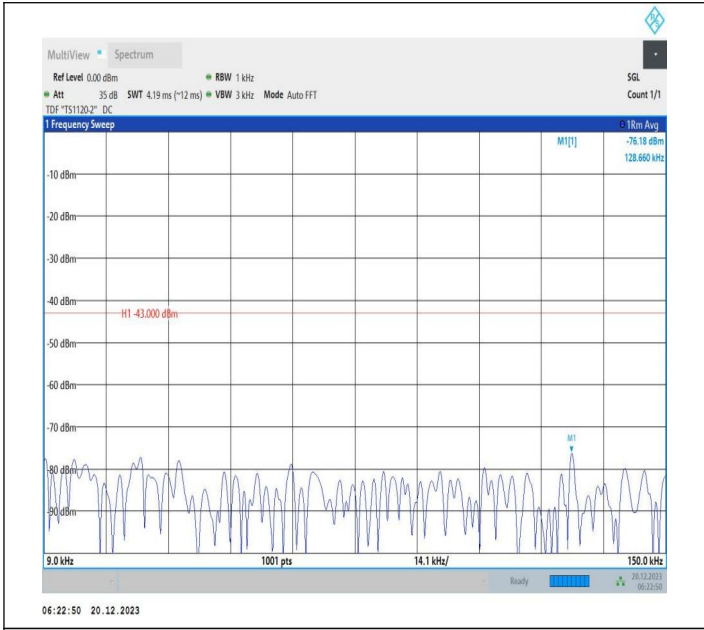 R S
MultiView Spectrum
Ref Level 0.00 dBm RBW 1 kHz SGL
Att 35 dB SWT 4.19 ms (~12 ms) VBW 3 kHz Mode Auto FFT Count 1/1
TDF "TS1120-2" DC
1 Frequency Sweep 1Rm Avg
M1[1] -76.18 dBm
128.660 kHz
-10 dBm
-20 dBm
-30 dBm
-40 dBm
H1 -43.000 dBm
-50 dBm
-60 dBm
-70 dBm
M1
-80 dBm
-90 dBm
9.0 kHz 1001 pts 14.1 kHz/ 150.0 kHz
Ready 20.12.2023
06:22:50
06:22:50 20.12.2023